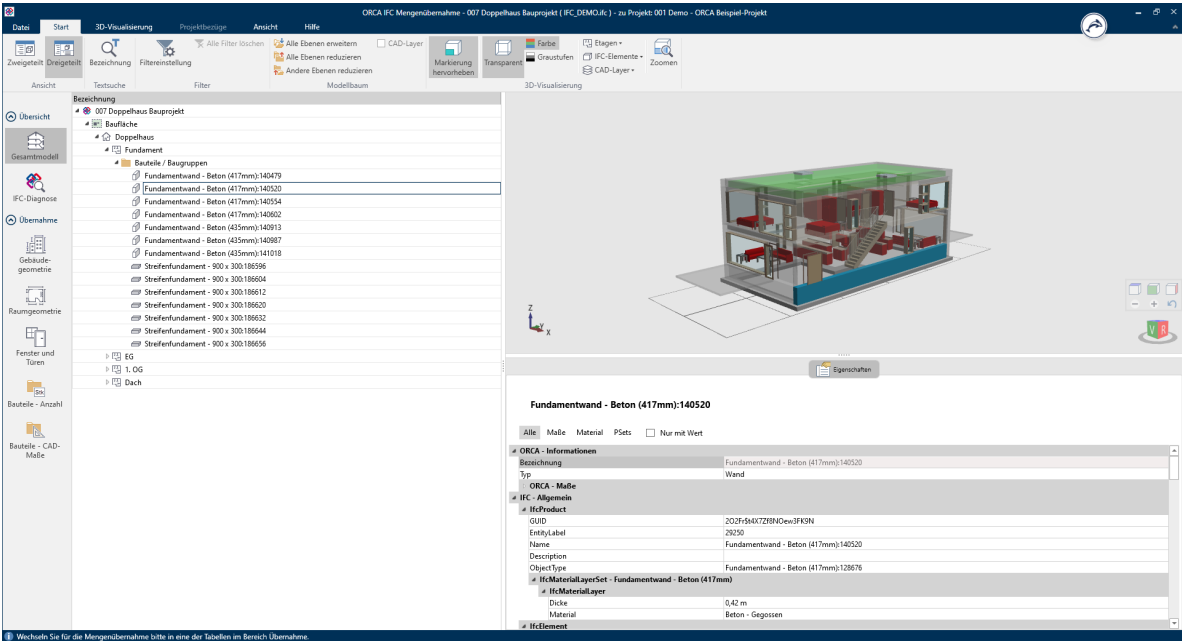 ORCA IFC Mengenübernahme - 007 Doppelhaus Bauprojekt ( IFC_DEMO.ifc ) - zu Projekt: 001 Demo - ORCA Beispiel-Projekt
Datei Start 3D-Visualisierung Projektbezüge Ansicht Hilfe
Zweigeteilt Dreigeteilt
Ansicht
Bezeichnung
Textsuche
Filtereinstellung
Alle Filter löschen
Filter
Alle Ebenen erweitern
Alle Ebenen reduzieren
Andere Ebenen reduzieren
CAD-Layer
Modellbaum
Markierung hervorheben
Transparent
Farbe
Graustufen
Etagen
IFC-Elemente
CAD-Layer
Zoomen
3D-Visualisierung
Übersicht
Gesamtmodell
IFC-Diagnose
Übernahme
Gebäude-
geometrie
Raumgeometrie
Fenster und
Türen
Stk
Bauteile - Anzahl
Bauteile - CAD-
Maße
Bezeichnung
007 Doppelhaus Bauprojekt
Baufläche
Doppelhaus
Fundament
Bauteile / Baugruppen
Fundamentwand - Beton (417mm):140479
Fundamentwand - Beton (417mm):140520
Fundamentwand - Beton (417mm):140554
Fundamentwand - Beton (417mm):140602
Fundamentwand - Beton (435mm):140913
Fundamentwand - Beton (435mm):140987
Fundamentwand - Beton (435mm):141018
Streifenfundament - 900 x 300:186596
Streifenfundament - 900 x 300:186604
Streifenfundament - 900 x 300:186612
Streifenfundament - 900 x 300:186620
Streifenfundament - 900 x 300:186632
Streifenfundament - 900 x 300:186644
Streifenfundament - 900 x 300:186656
EG
1. OG
Dach
Z
Y
X
V R
Eigenschaften
Fundamentwand - Beton (417mm):140520
Alle Maße Material PSets Nur mit Wert
ORCA - Informationen
Bezeichnung Fundamentwand - Beton (417mm):140520
Typ Wand
ORCA - Maße
IFC - Allgemein
IfcProduct
GUID 2O2Fr$t4X7Zf8NOew3FK9N
EntityLabel 29250
Name Fundamentwand - Beton (417mm):140520
Description
ObjectType Fundamentwand - Beton (417mm):128676
IfcMaterialLayerSet - Fundamentwand - Beton (417mm)
IfcMaterialLayer
Dicke 0,42 m
Material Beton - Gegossen
IfcElement
Wechseln Sie für die Mengenübernahme bitte in eine der Tabellen im Bereich Übernahme.